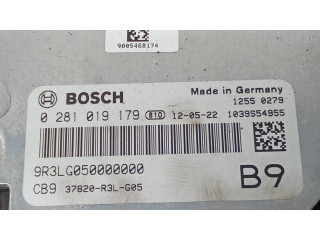 9005468174
BOSCH
Made in Germany
1255 0279
0 281 019 179 810 12-05-22 1039S54955
9R3LG050000000
CB9 37820-R3L-G05
B9